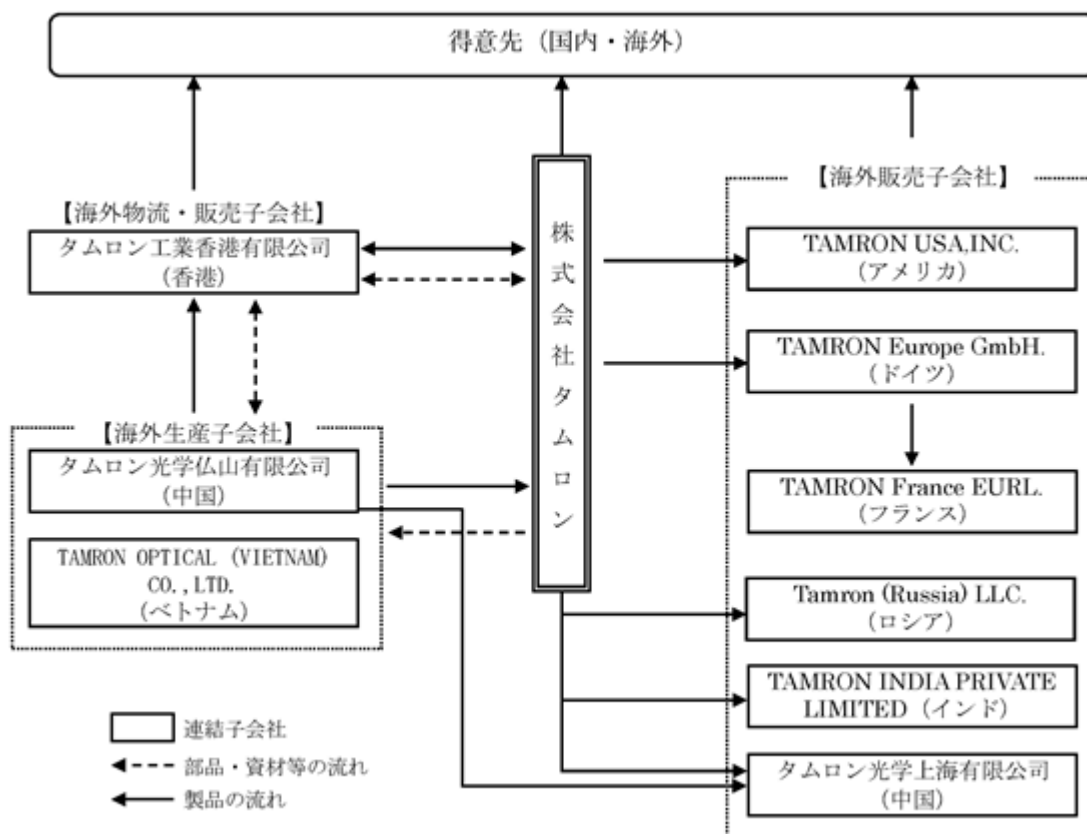 得意先（国内・海外）
【海外物流・販売子会社】
タムロン工業香港有限公司
（香港）
【海外生産子会社】
タムロン光学仏山有限公司
（中国）
TAMRON OPTICAL (VIETNAM)
CO.,LTD.
（ベトナム）
株式会社タムロン
【海外販売子会社】
TAMRON USA,INC.
（アメリカ）
TAMRON Europe GmbH.
（ドイツ）
TAMRON France EURL.
（フランス）
Tamron (Russia) LLC.
（ロシア）
TAMRON INDIA PRIVATE
LIMITED（インド）
タムロン光学上海有限公司
（中国）
連結子会社
部品・資材等の流れ
製品の流れ